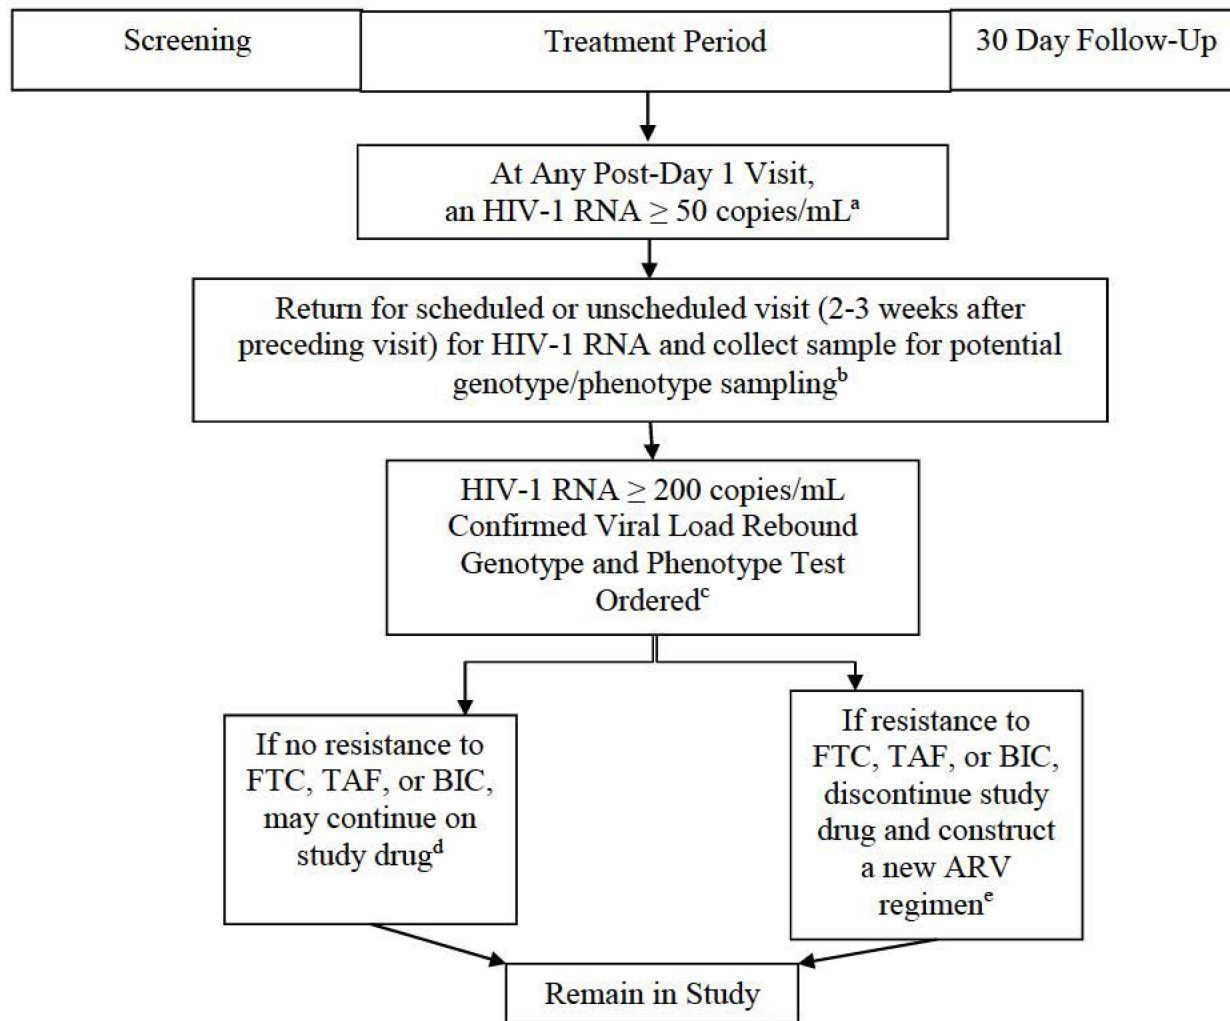 Screening
Treatment Period
30 Day Follow-Up
At Any Post-Day 1 Visit,
an HIV-1 RNA ≥ 50 copies/mLᵃ
Return for scheduled or unscheduled visit (2-3 weeks after
preceding visit) for HIV-1 RNA and collect sample for potential
genotype/phenotype samplingᵇ
HIV-1 RNA ≥ 200 copies/mL
Confirmed Viral Load Rebound
Genotype and Phenotype Test
Orderedᶜ
If no resistance to
FTC, TAF, or BIC,
may continue on
study drugᵈ
If resistance to
FTC, TAF, or BIC,
discontinue study
drug and construct
a new ARV
regimenᵉ
Remain in Study